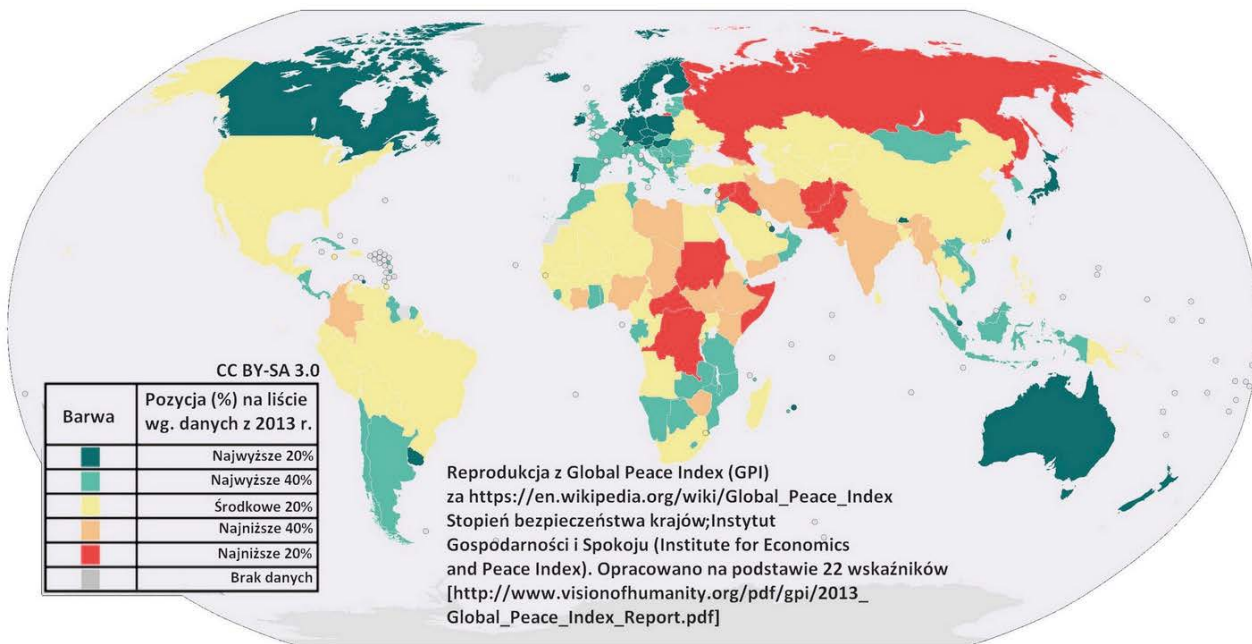 CC BY-SA 3.0
Barwa
Pozycja (%) na liście
wg. danych z 2013 r.
Najwyższe 20%
Najwyższe 40%
Środkowe 20%
Najniższe 40%
Najniższe 20%
Brak danych
Reprodukcja z Global Peace Index (GPI)
za https://en.wikipedia.org/wiki/Global_Peace_Index
Stopień bezpieczeństwa krajów;Instytut
Gospodarności i Spokoju (Institute for Economics
and Peace Index). Opracowano na podstawie 22 wskaźników
[http://www.visionofhumanity.org/pdf/gpi/2013_
Global_Peace_Index_Report.pdf]